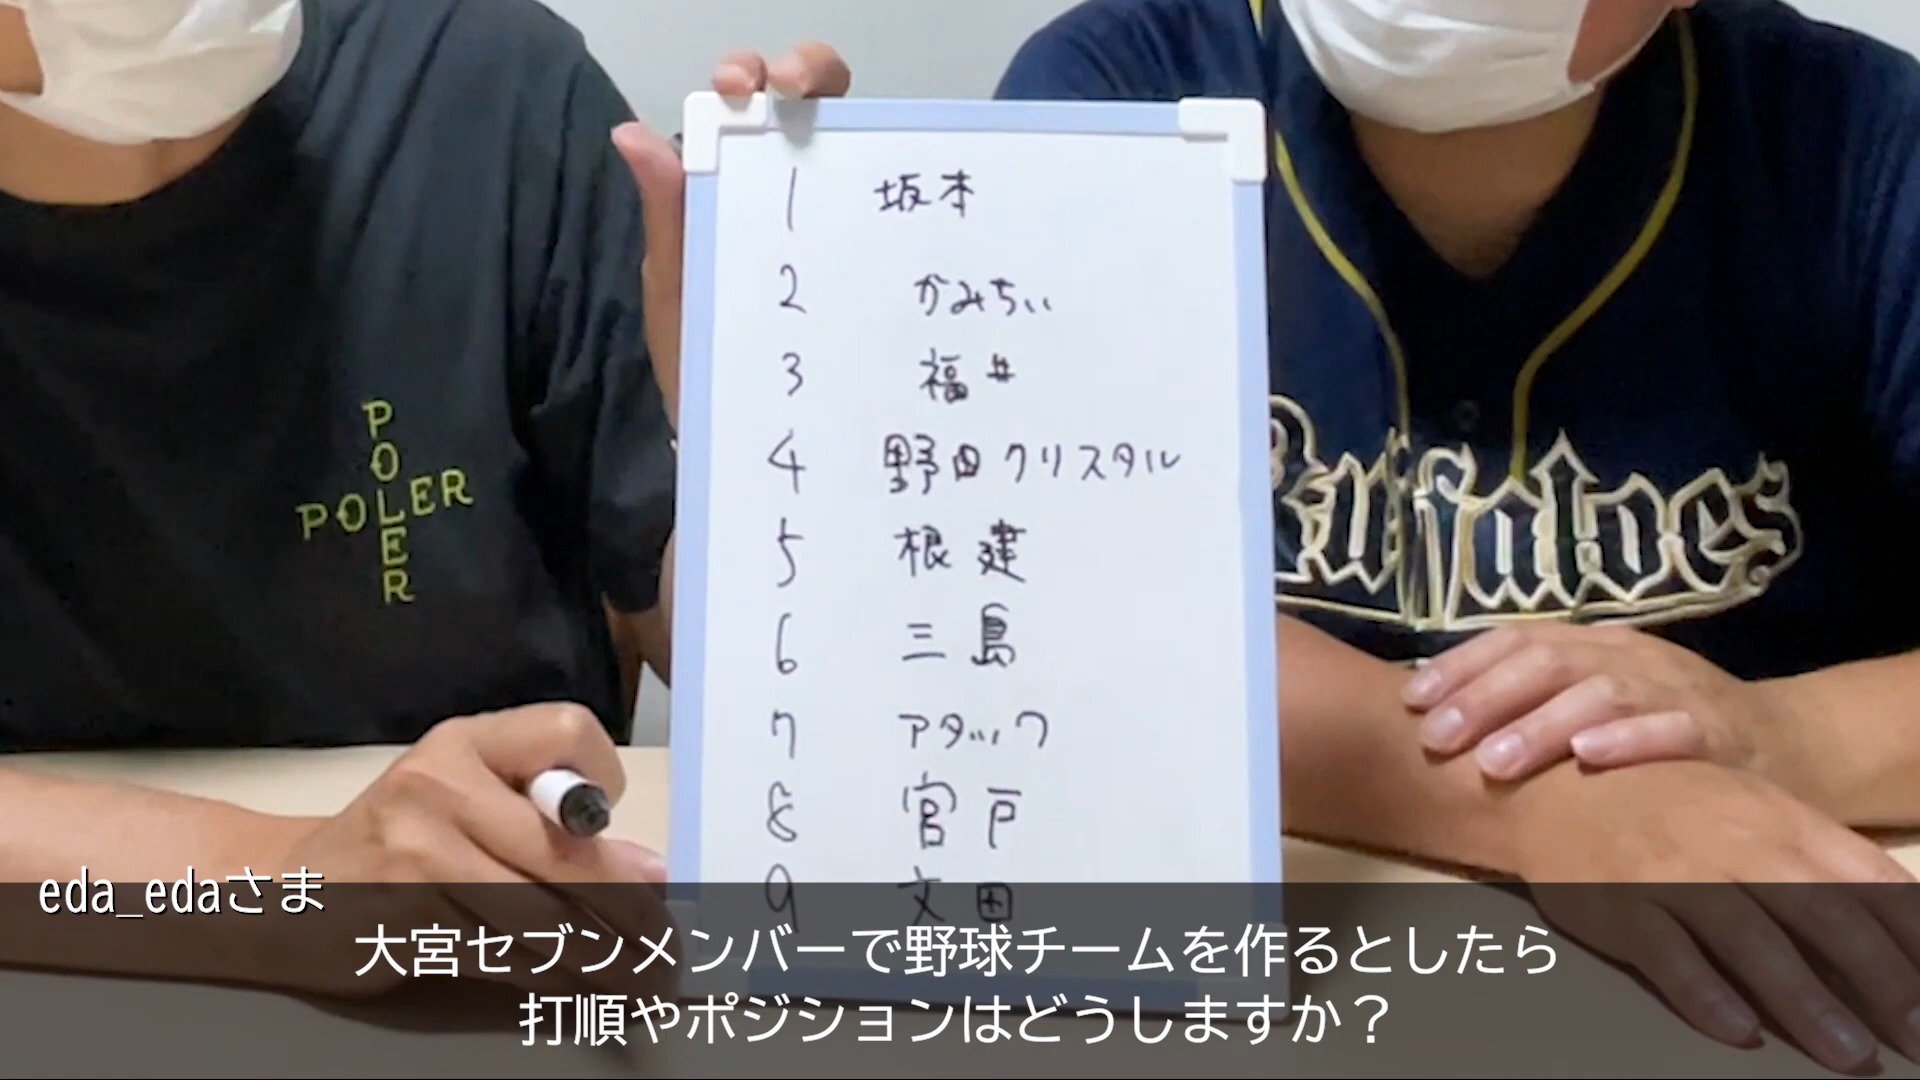 1 坂本
2 かみちぃ
3 福井
4 野田クリスタル
5 根建
6 三島
7 アタック
8 宮戸
9 文田
POLER
POLER
Buffaloes
eda_edaさま
大宮セブンメンバーで野球チームを作るとしたら
打順やポジションはどうしますか？